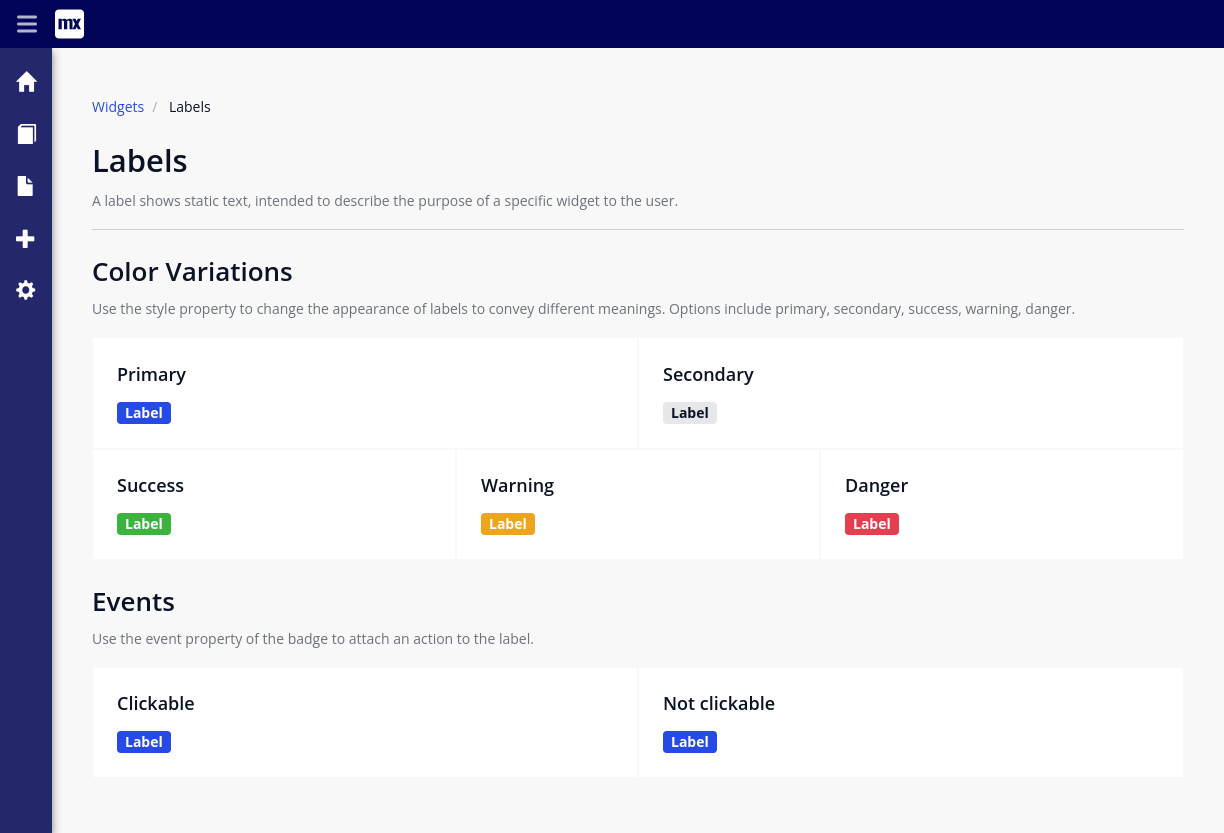 mx
Widgets / Labels
Labels
A label shows static text, intended to describe the purpose of a specific widget to the user.
Color Variations
Use the style property to change the appearance of labels to convey different meanings. Options include primary, secondary, success, warning, danger.
Primary
Label
Secondary
Label
Success
Label
Warning
Label
Danger
Label
Events
Use the event property of the badge to attach an action to the label.
Clickable
Label
Not clickable
Label